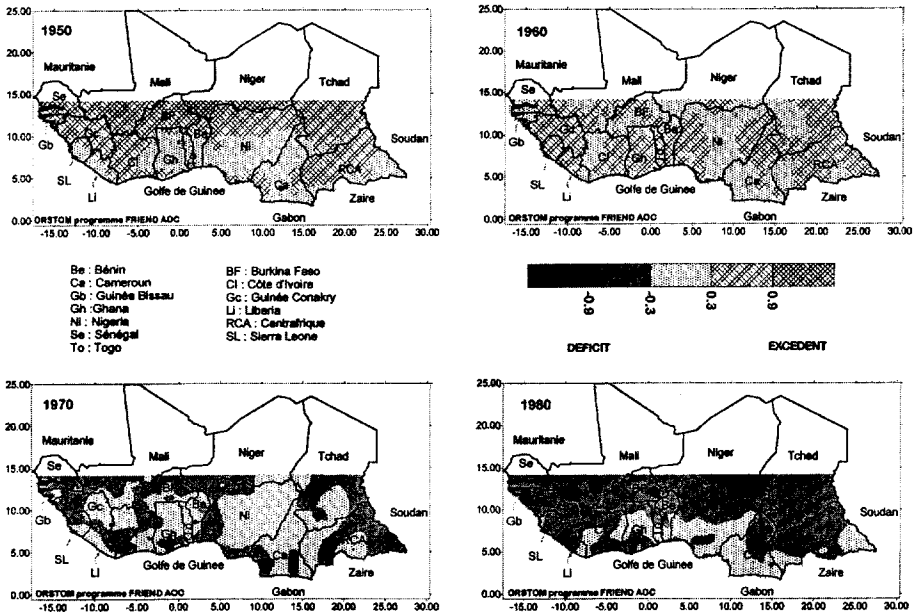 25.00
1950
20.00
Mauritanie
Mali
Niger
Tchad
15.00
Se
BF
Be
10.00
Gc
Soudan
Gb
CI
Gh
Ni
5.00
RCA
SL
Ca
Li
Golfe de Guinee
Zaire
0.00
ORSTOM programme FRIEND AOC
Gabon
-15.00 -10.00 -5.00 0.00 5.00 10.00 15.00 20.00 25.00 30.00
25.00
1960
20.00
Mauritanie
Mali
Niger
Tchad
15.00
Se
BF
Be
10.00
Gc
Soudan
Gb
CI
Gh
Ni
5.00
RCA
SL
Ca
Li
Golfe de Guinee
Zaire
0.00
ORSTOM programme FRIEND AOC
Gabon
-15.00 -10.00 -5.00 0.00 5.00 10.00 15.00 20.00 25.00 30.00
Be : Bénin
Ca : Cameroun
Gb : Guinée Bissau
Gh : Ghana
Ni : Nigeria
Se : Sénégal
To : Togo
BF : Burkina Faso
CI : Côte d'Ivoire
Gc : Guinée Conakry
Li : Liberia
RCA : Centrafrique
SL : Sierra Leone
-0.9 -0.3 0.3 0.9
DEFICIT EXCEDENT
25.00
1970
20.00
Mauritanie
Mali
Niger
Tchad
15.00
Se
Be
10.00
Gc
Soudan
Gb
Gh
Ni
5.00
CA
SL
Ca
Li
Golfe de Guinee
Zaire
0.00
ORSTOM programme FRIEND AOC
Gabon
-15.00 -10.00 -5.00 0.00 5.00 10.00 15.00 20.00 25.00 30.00
25.00
1980
20.00
Mauritanie
Mali
Niger
Tchad
15.00
Se
10.00
Soudan
Gb
Gh
5.00
SL
Li
Golfe de Guinee
Zaire
0.00
ORSTOM programme FRIEND AOC
Gabon
-15.00 -10.00 -5.00 0.00 5.00 10.00 15.00 20.00 25.00 30.00